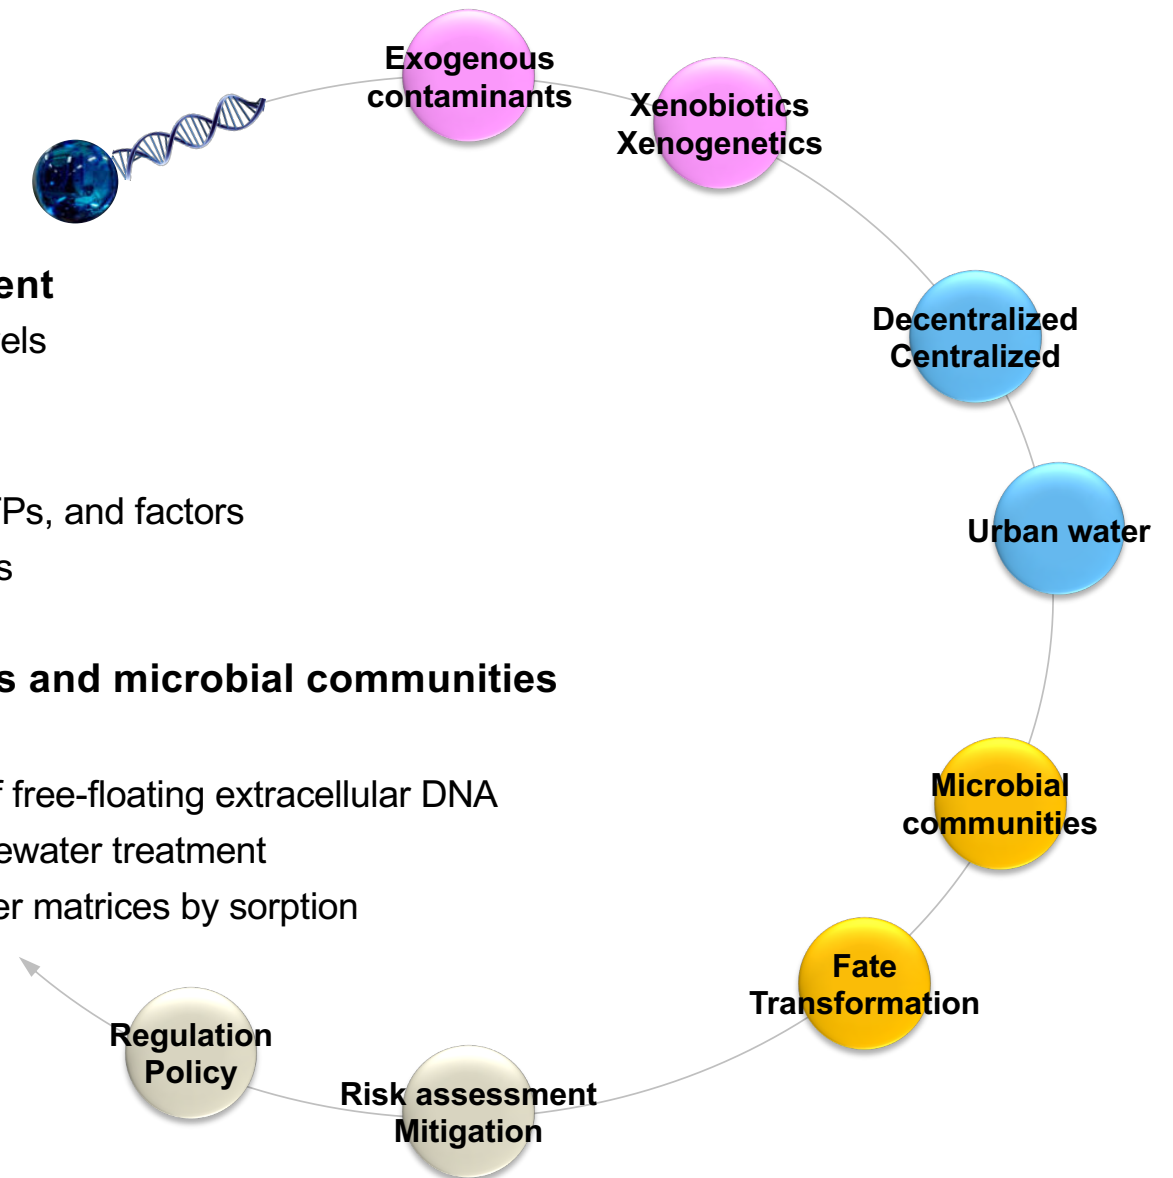 Exogenous
contaminants
Xenobiotics
Xenogenetics
ent
els
Decentralized
Centralized
Ps, and factors
s
Urban water
s and microbial communities
f free-floating extracellular DNA
ewater treatment
er matrices by sorption
Microbial
communities
Fate
Transformation
Regulation
Policy
Risk assessment
Mitigation